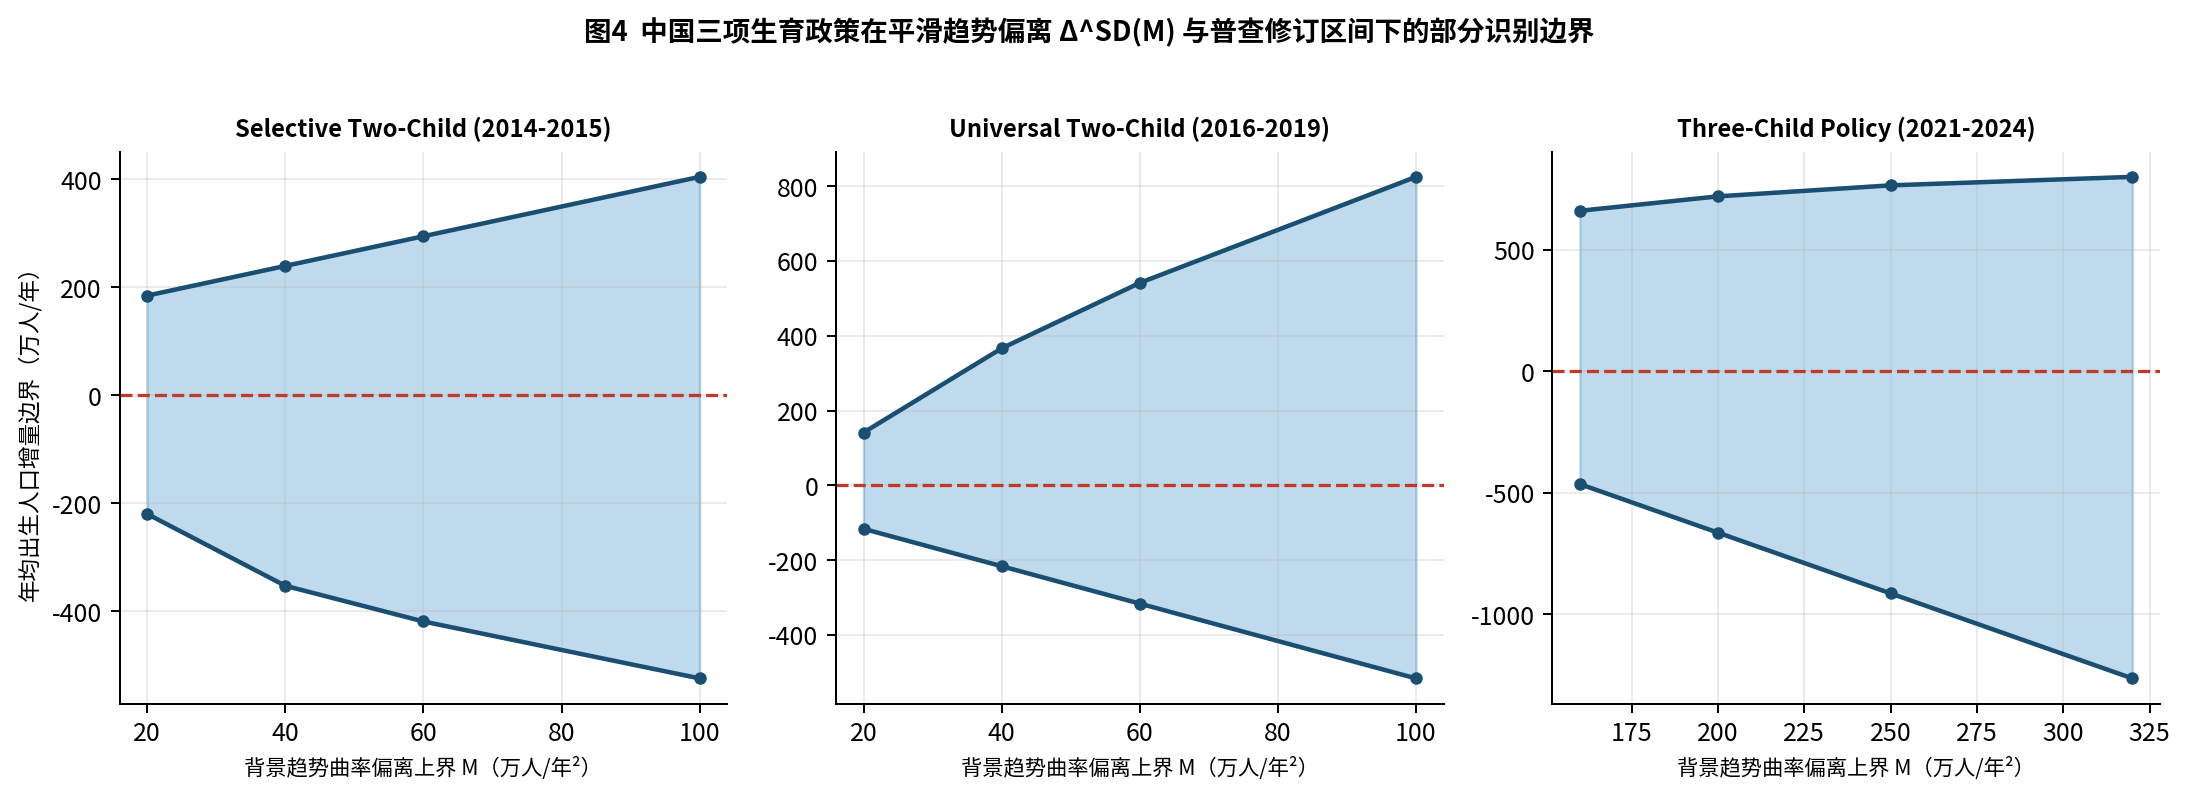 图4 中国三项生育政策在平滑趋势偏离 Δ^SD(M) 与普查修订区间下的部分识别边界
Selective Two-Child (2014-2015)
年均出生人口增量边界（万人/年）
400
200
0
-200
-400
20 40 60 80 100
背景趋势曲率偏离上界 M（万人/年²）
Universal Two-Child (2016-2019)
800
600
400
200
0
-200
-400
20 40 60 80 100
背景趋势曲率偏离上界 M（万人/年²）
Three-Child Policy (2021-2024)
500
0
-500
-1000
175 200 225 250 275 300 325
背景趋势曲率偏离上界 M（万人/年²）